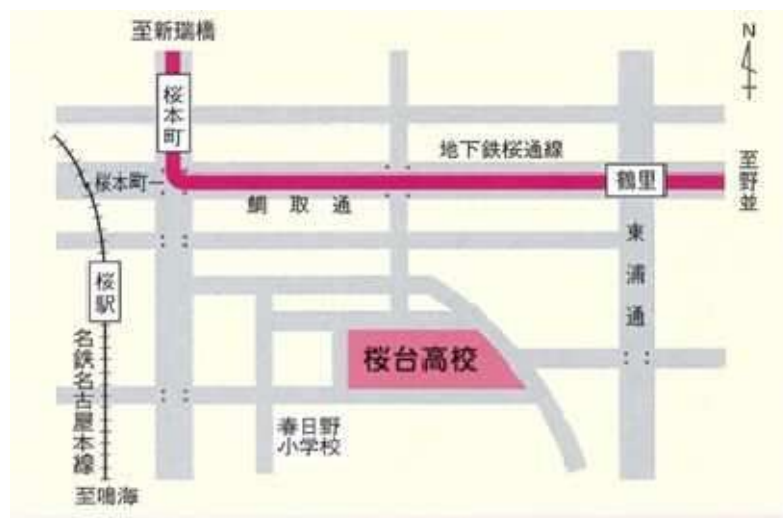 至新瑞橋
N
桜本町
地下鉄桜通線
至野並
桜本町
鶴里
鯛取通
東浦通
桜駅
桜台高校
名鉄名古屋本線
春日野
小学校
至鳴海